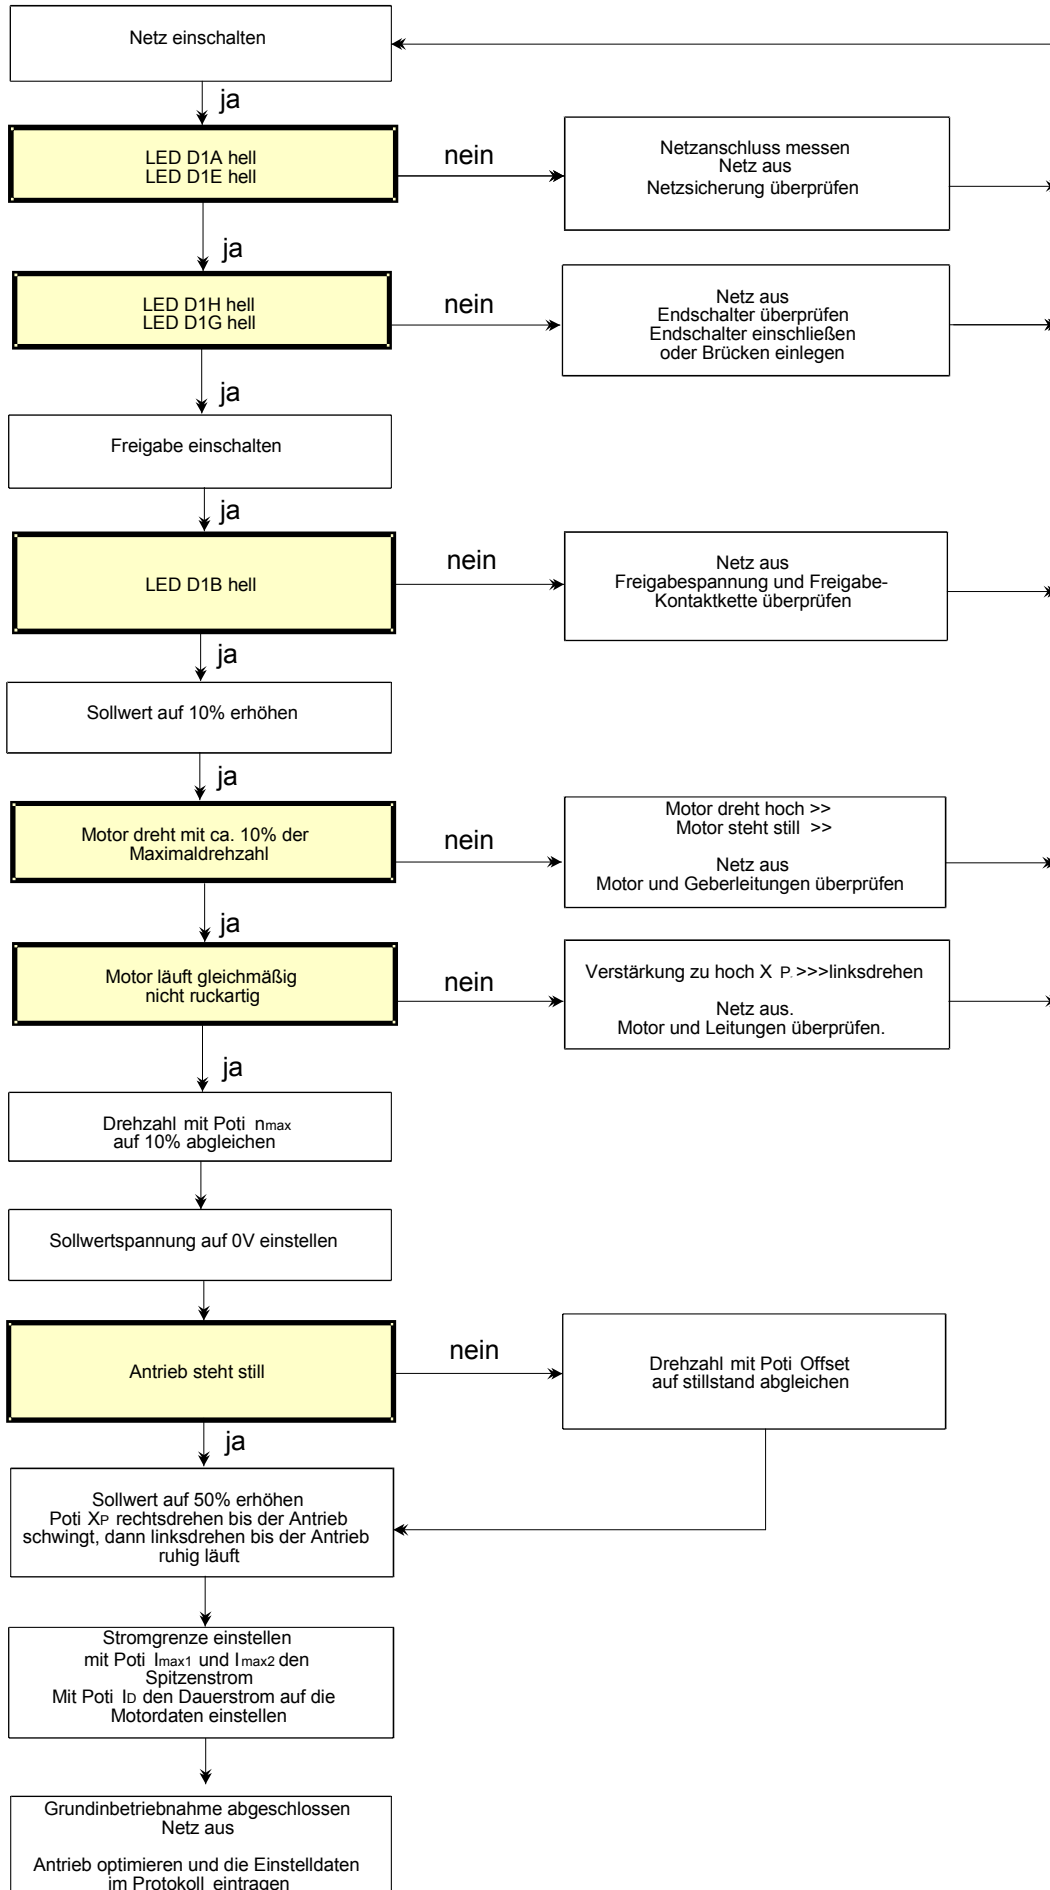 Netz einschalten
ja
LED D1A hell
LED D1E hell
nein
Netzanschluss messen
Netz aus
Netzsicherung überprüfen
ja
LED D1H hell
LED D1G hell
nein
Netz aus
Endschalter überprüfen
Endschalter einschließen
oder Brücken einlegen
ja
Freigabe einschalten
ja
LED D1B hell
nein
Netz aus
Freigabespannung und Freigabe-
Kontaktkette überprüfen
ja
Sollwert auf 10% erhöhen
ja
Motor dreht mit ca. 10% der
Maximaldrehzahl
nein
Motor dreht hoch >>
Motor steht still >>
Netz aus
Motor und Geberleitungen überprüfen
ja
Motor läuft gleichmäßig
nicht ruckartig
nein
Verstärkung zu hoch X P. >>>linksdrehen
Netz aus.
Motor und Leitungen überprüfen.
ja
Drehzahl mit Poti nmax
auf 10% abgleichen
Sollwertspannung auf 0V einstellen
Antrieb steht still
nein
Drehzahl mit Poti Offset
auf stillstand abgleichen
ja
Sollwert auf 50% erhöhen
Poti XP rechtsdrehen bis der Antrieb
schwingt, dann linksdrehen bis der Antrieb
ruhig läuft
Stromgrenze einstellen
mit Poti Imax1 und Imax2 den
Spitzenstrom
Mit Poti ID den Dauerstrom auf die
Motordaten einstellen
Grundinbetriebnahme abgeschlossen
Netz aus
Antrieb optimieren und die Einstelldaten
im Protokoll eintragen